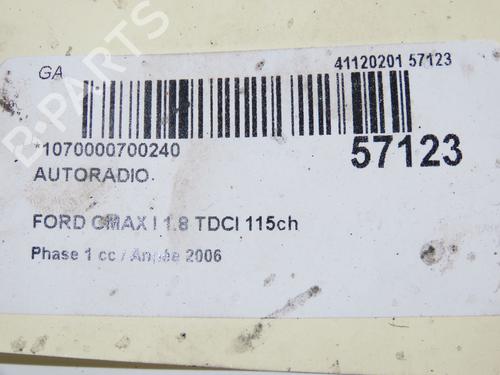 GA
41120201 57123
*1070000700240
57123
AUTORADIO
FORD CMAX I 1.8 TDCI 115ch
Phase 1 cc / Année 2006
B-PARTS